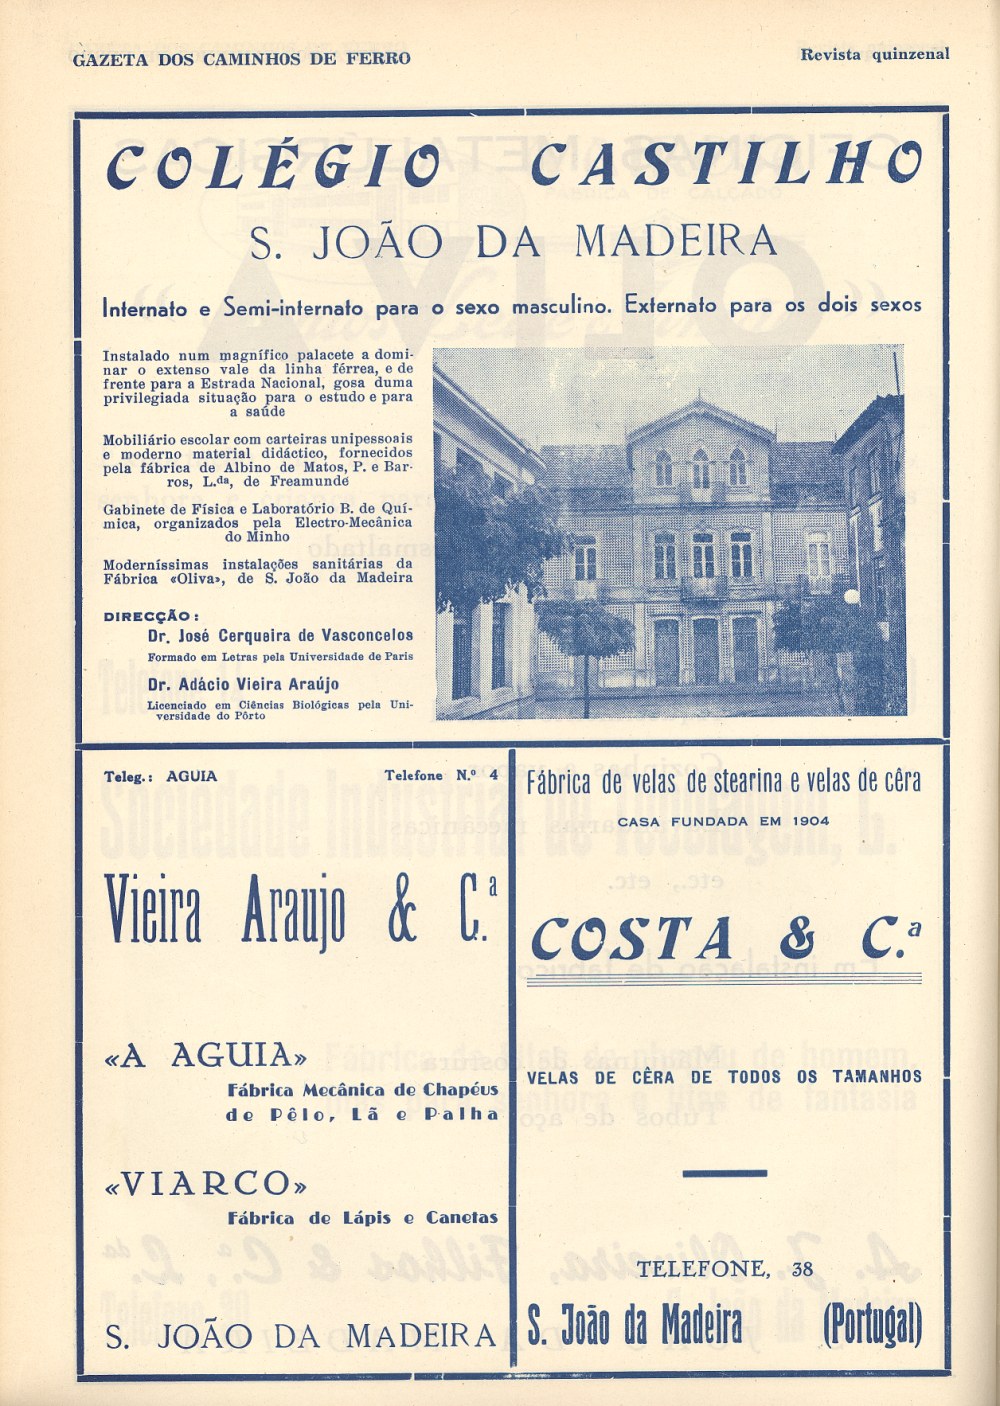 GAZETA DOS CAMINHOS DE FERRO
Revista quinzenal
COLÉGIO CASTILHO
S. JOÃO DA MADEIRA
Internato e Semi-internato para o sexo masculino. Externato para os dois sexos
Instalado num magnífico palacete a domi-
nar o extenso vale da linha férrea, e de
frente para a Estrada Nacional, gosa duma
privilegiada situação para o estudo e para
a saúde
Mobiliário escolar com carteiras unipessoais
e moderno material didáctico, fornecidos
pela fábrica de Albino de Matos, P. e Bar-
ros, L.da, de Freamunde
Gabinete de Física e Laboratório B. de Quí-
mica, organizados pela Electro-Mecânica
do Minho
Moderníssimas instalações sanitárias da
Fábrica «Oliva», de S. João da Madeira
DIRECÇÃO:
Dr. José Cerqueira de Vasconcelos
Formado em Letras pela Universidade de Paris
Dr. Adácio Vieira Araújo
Licenciado em Ciências Biológicas pela Uni-
versidade do Pôrto
Teleg.: AGUIA
Telefone N.º 4
Vieira Araujo & C.ª
«A AGUIA»
Fábrica Mecânica de Chapéus
de Pêlo, Lã e Palha
«VIARCO»
Fábrica de Lápis e Canetas
S. JOÃO DA MADEIRA
Fábrica de velas de stearina e velas de cêra
CASA FUNDADA EM 1904
COSTA & C.ª
VELAS DE CÊRA DE TODOS OS TAMANHOS
TELEFONE, 38
S. João da Madeira (Portugal)